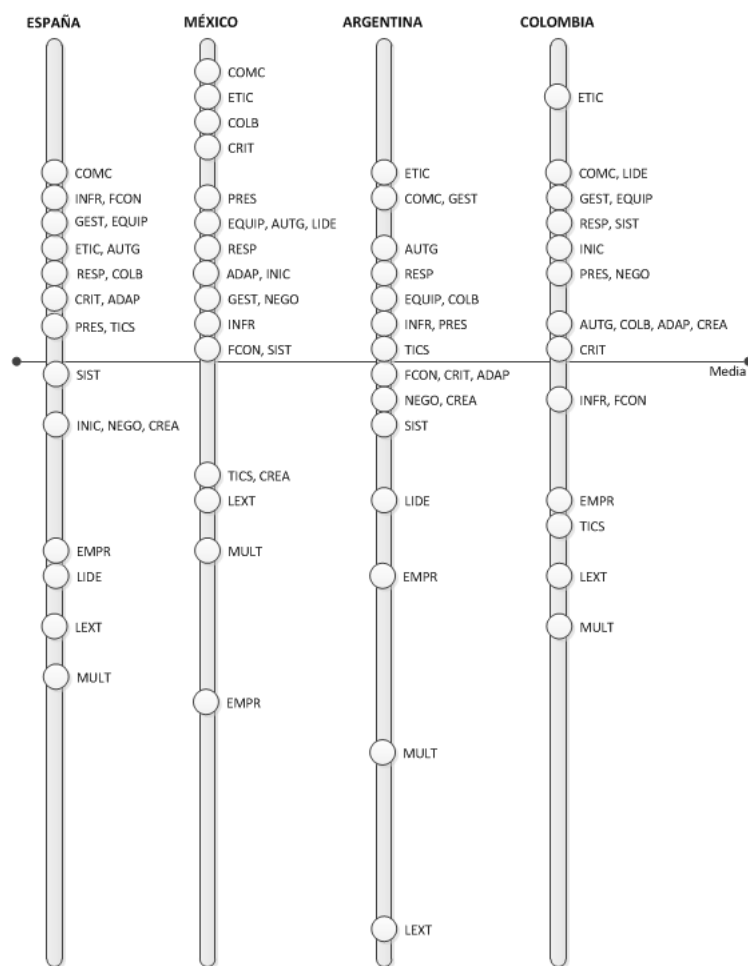 ESPAÑA
COMC
INFR, FCON
GEST, EQUIP
ETIC, AUTG
RESP, COLB
CRIT, ADAP
PRES, TICS
SIST
INIC, NEGO, CREA
EMPR
LIDE
LEXT
MULT
MÉXICO
COMC
ETIC
COLB
CRIT
PRES
EQUIP, AUTG, LIDE
RESP
ADAP, INIC
GEST, NEGO
INFR
FCON, SIST
TICS, CREA
LEXT
MULT
EMPR
ARGENTINA
ETIC
COMC, GEST
AUTG
RESP
EQUIP, COLB
INFR, PRES
TICS
FCON, CRIT, ADAP
NEGO, CREA
SIST
LIDE
EMPR
MULT
LEXT
COLOMBIA
ETIC
COMC, LIDE
GEST, EQUIP
RESP, SIST
INIC
PRES, NEGO
AUTG, COLB, ADAP, CREA
CRIT
INFR, FCON
EMPR
TICS
LEXT
MULT
Media